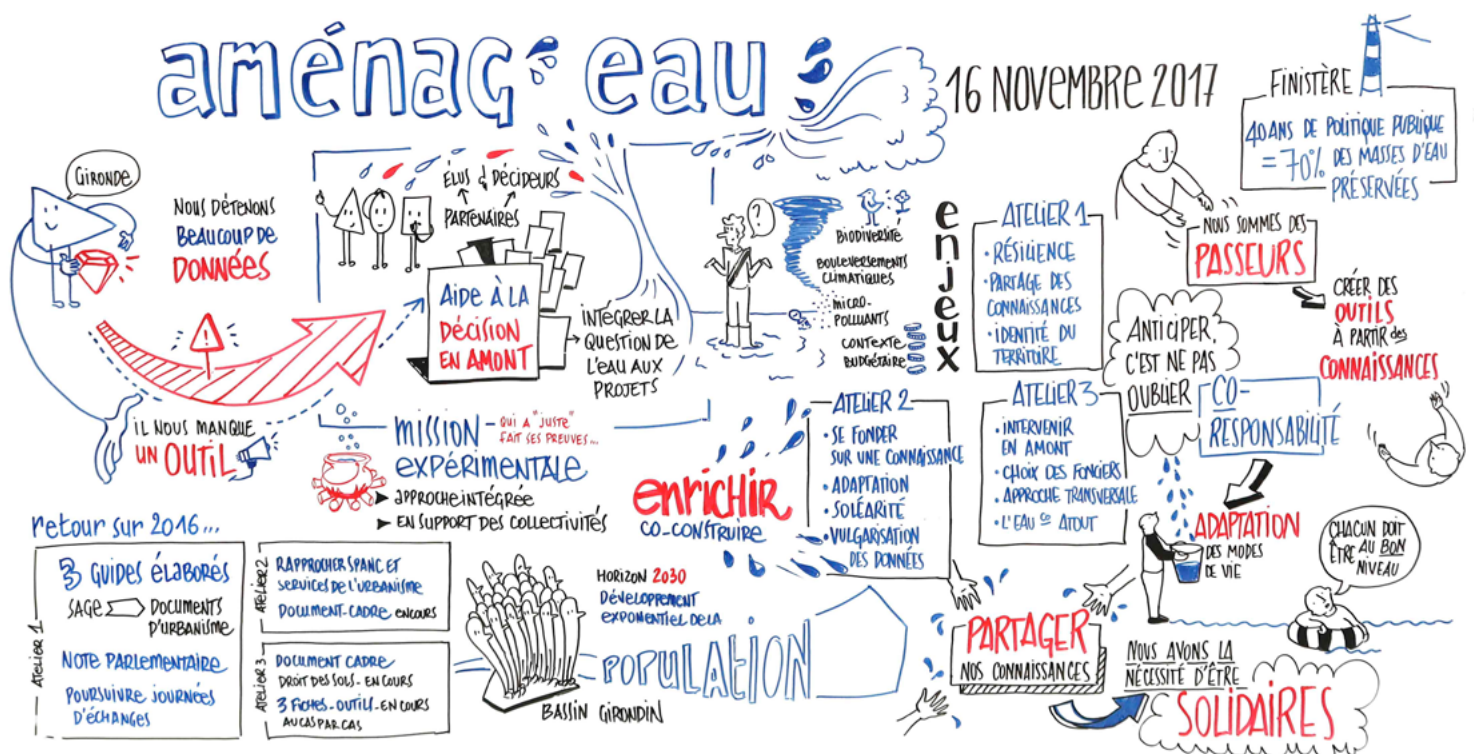 aménag' eau
16 NOVEMBRE 2017
FINISTÈRE
40 ANS DE POLITIQUE PUBLIQUE
= 70% DES MASSES D'EAU
PRÉSERVÉES
GIRONDE
NOUS DÉTENONS
BEAUCOUP DE
DONNÉES
IL NOUS MANQUE
UN OUTIL
ÉLUS & DÉCIDEURS
PARTENAIRES
AIDE À LA
DÉCISION
EN AMONT
INTÉGRER LA
QUESTION DE
L'EAU AUX
PROJETS
MISSION
EXPÉRIMENTALE
QUI A "JUSTE"
FAIT SES PREUVES...
APPROCHE INTÉGRÉE
EN SUPPORT DES COLLECTIVITÉS
?
BIODIVERSITÉ
BOULEVERSEMENTS
CLIMATIQUES
MICRO-
POLLUANTS
CONTEXTE
BUDGÉTAIRE
enjeux
ATELIER 1
• RÉSILIENCE
• PARTAGE DES
CONNAISSANCES
• IDENTITÉ DU
TERRITOIRE
ATELIER 2
• SE FONDER
SUR UNE CONNAISSANCE
• ADAPTATION
• SOLÉARITÉ
• VULGARISATION
DES DONNÉES
ATELIER 3
• INTERVENIR
EN AMONT
• CHOIX DES FONCIERS
• APPROCHE TRANSVERSALE
• L'EAU CO ATOUT
enrichir
CO-CONSTRUIRE
NOUS SOMMES DES
PASSEURS
CRÉER DES
OUTILS
À PARTIR des
CONNAISSANCES
ANTICIPER,
C'EST NE PAS
OUBLIER
CO-
RESPONSABILITÉ
ADAPTATION
DES MODES
DE VIE
CHACUN DOIT
ÊTRE AU BON
NIVEAU
PARTAGER
NOS CONNAISSANCES
NOUS AVONS LA
NÉCESSITÉ D'ÊTRE
SOLIDAIRES
retour sur 2016...
ATELIER 1
3 GUIDES ÉLABORÉS
SAGE DOCUMENTS
D'URBANISME
NOTE PARLEMENTAIRE
POURSUIVRE JOURNÉES
D'ÉCHANGES
ATELIER 2
RAPPROCHER SPANC ET
SERVICES DE L'URBANISME
DOCUMENT-CADRE EN COURS
ATELIER 3
DOCUMENT CADRE
DROIT DES SOLS - EN COURS
3 FICHES-OUTILS - EN COURS
AU CAS PAR CAS
BASSIN GIRONDIN
HORIZON 2030
DÉVELOPPEMENT
EXPONENTIEL DE LA
POPULATION